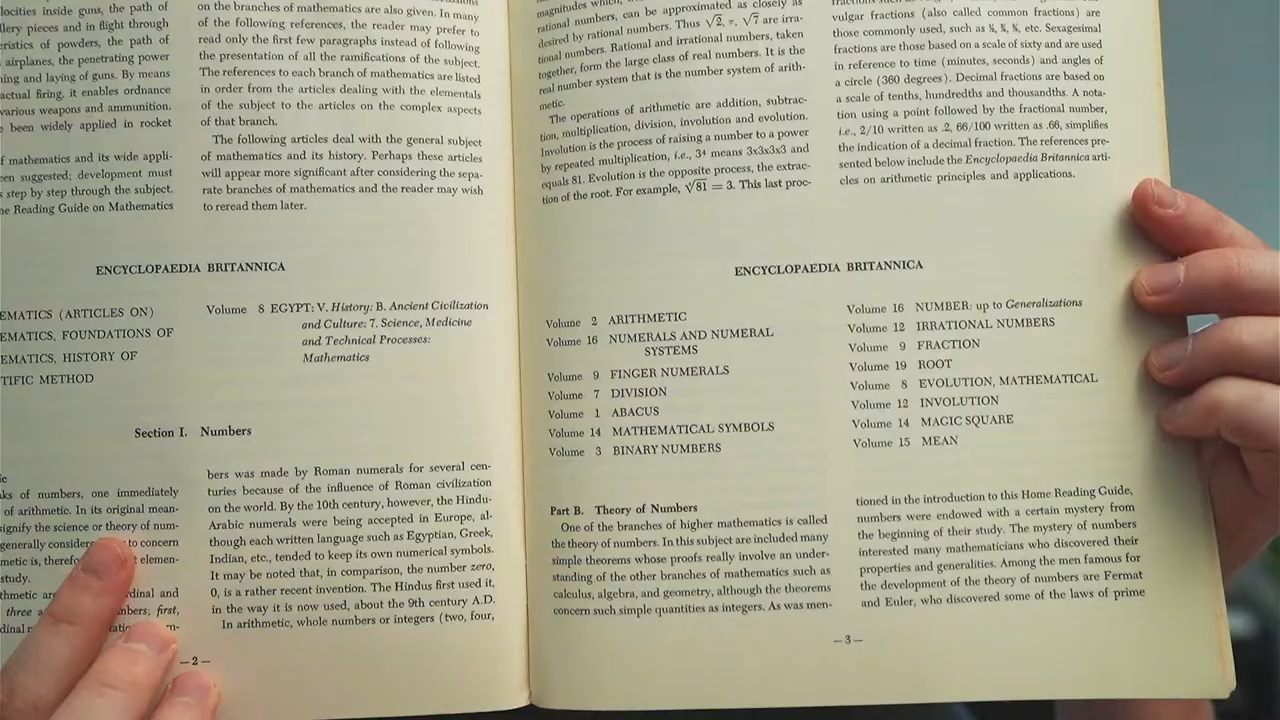 locities inside guns, the path of
llery pieces and in flight through
eristics of powders, the path of
airplanes, the penetrating power
ning and laying of guns. By means
actual firing, it enables ordnance
various weapons and ammunition.
been widely applied in rocket
f mathematics and its wide appli-
een suggested; development must
step by step through the subject.
he Reading Guide on Mathematics
on the branches of mathematics are also given. In many
of the following references, the reader may prefer to
read only the first few paragraphs instead of following
the presentation of all the ramifications of the subject.
The references to each branch of mathematics are listed
in order from the articles dealing with the elementals
of the subject to the articles on the complex aspects
of that branch.
The following articles deal with the general subject
of mathematics and its history. Perhaps these articles
will appear more significant after considering the sepa-
rate branches of mathematics and the reader may wish
to reread them later.
ENCYCLOPAEDIA BRITANNICA
EMATICS (ARTICLES ON)
EMATICS, FOUNDATIONS OF
EMATICS, HISTORY OF
TIFIC METHOD
Volume 8 EGYPT: V. History: B. Ancient Civilization
and Culture: 7. Science, Medicine
and Technical Processes:
Mathematics
Section I. Numbers
ic
aks of numbers, one immediately
of arithmetic. In its original mean-
signify the science or theory of num-
generally consider to concern
metic is, therefo elemen-
study.
thmetic ar rdinal and
three a mbers; first,
dinal
bers was made by Roman numerals for several cen-
turies because of the influence of Roman civilization
on the world. By the 10th century, however, the Hindu-
Arabic numerals were being accepted in Europe, al-
though each written language such as Egyptian, Greek,
Indian, etc., tended to keep its own numerical symbols.
It may be noted that, in comparison, the number zero,
0, is a rather recent invention. The Hindus first used it,
in the way it is now used, about the 9th century A.D.
In arithmetic, whole numbers or integers (two, four,
—2—
magnitudes which,
rational numbers, can be approximated as closely as
desired by rational numbers. Thus √2, π, √7 are irra-
tional numbers. Rational and irrational numbers, taken
together, form the large class of real numbers. It is the
real number system that is the number system of arith-
metic.
The operations of arithmetic are addition, subtrac-
tion, multiplication, division, involution and evolution.
Involution is the process of raising a number to a power
by repeated multiplication, i.e., 3⁴ means 3x3x3x3 and
equals 81. Evolution is the opposite process, the extrac-
tion of the root. For example, ∜81 = 3. This last proc-
vulgar fractions (also called common fractions) are
those commonly used, such as ½, ¾, ⅝, etc. Sexagesimal
fractions are those based on a scale of sixty and are used
in reference to time (minutes, seconds) and angles of
a circle (360 degrees). Decimal fractions are based on
a scale of tenths, hundredths and thousandths. A nota-
tion using a point followed by the fractional number,
i.e., 2/10 written as .2, 66/100 written as .66, simplifies
the indication of a decimal fraction. The references pre-
sented below include the Encyclopaedia Britannica arti-
cles on arithmetic principles and applications.
ENCYCLOPAEDIA BRITANNICA
Volume 2 ARITHMETIC
Volume 16 NUMERALS AND NUMERAL
SYSTEMS
Volume 9 FINGER NUMERALS
Volume 7 DIVISION
Volume 1 ABACUS
Volume 14 MATHEMATICAL SYMBOLS
Volume 3 BINARY NUMBERS
Volume 16 NUMBER: up to Generalizations
Volume 12 IRRATIONAL NUMBERS
Volume 9 FRACTION
Volume 19 ROOT
Volume 8 EVOLUTION, MATHEMATICAL
Volume 12 INVOLUTION
Volume 14 MAGIC SQUARE
Volume 15 MEAN
Part B. Theory of Numbers
One of the branches of higher mathematics is called
the theory of numbers. In this subject are included many
simple theorems whose proofs really involve an under-
standing of the other branches of mathematics such as
calculus, algebra, and geometry, although the theorems
concern such simple quantities as integers. As was men-
tioned in the introduction to this Home Reading Guide,
numbers were endowed with a certain mystery from
the beginning of their study. The mystery of numbers
interested many mathematicians who discovered their
properties and generalities. Among the men famous for
the development of the theory of numbers are Fermat
and Euler, who discovered some of the laws of prime
—3—